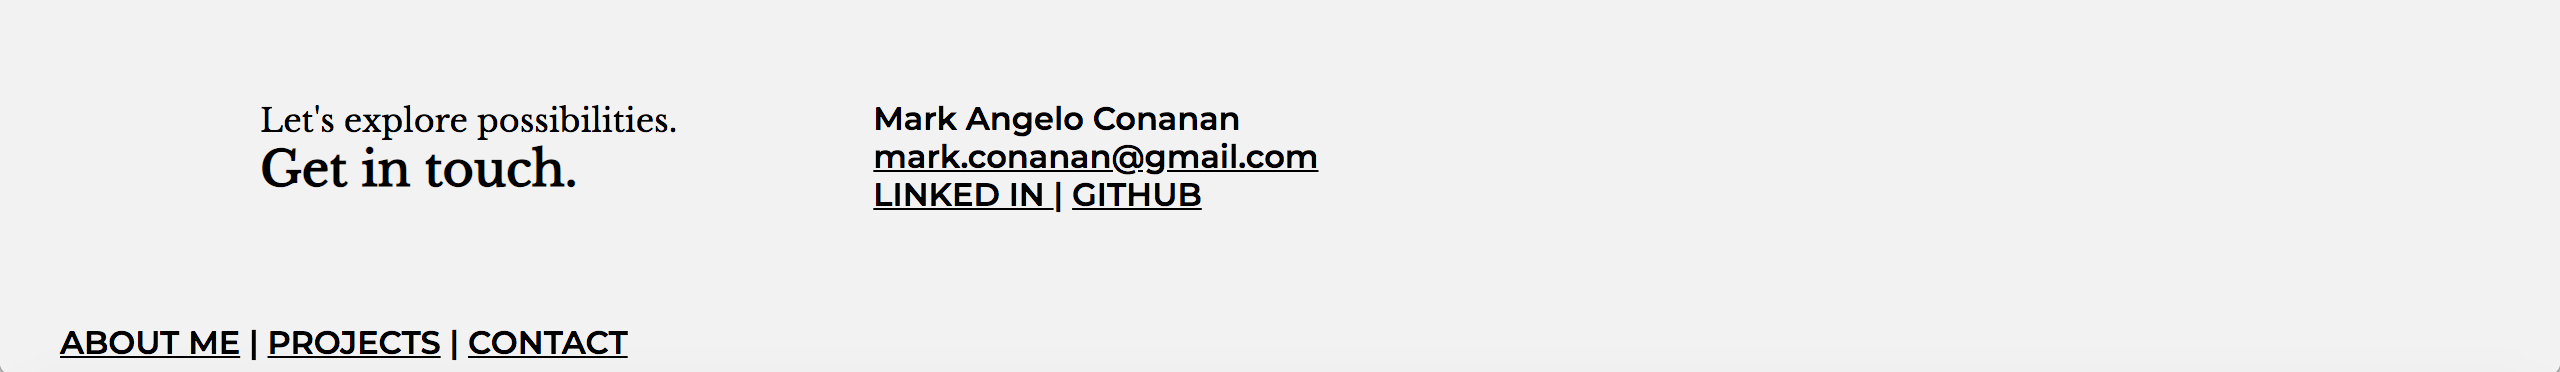 Let's explore possibilities.
Get in touch.
Mark Angelo Conanan
mark.conanan@gmail.com
LINKED IN | GITHUB
ABOUT ME | PROJECTS | CONTACT